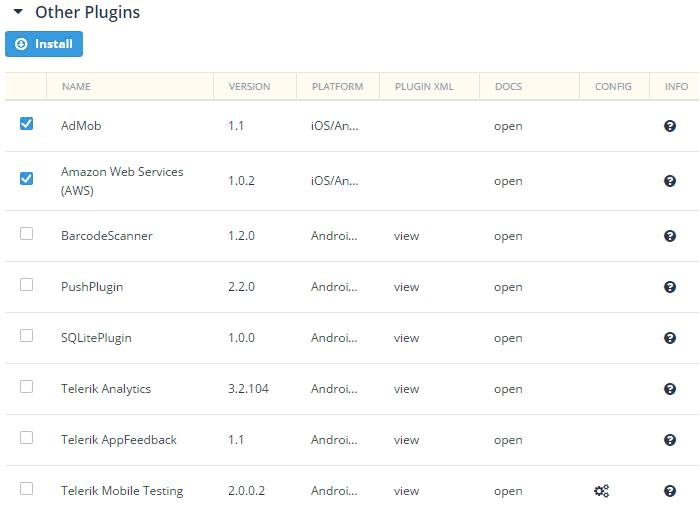 Other Plugins
Install
NAME VERSION PLATFORM PLUGIN XML DOCS CONFIG INFO
AdMob 1.1 iOS/An... open
Amazon Web Services
(AWS) 1.0.2 iOS/An... open
BarcodeScanner 1.2.0 Androi... view open
PushPlugin 2.2.0 Androi... view open
SQLitePlugin 1.0.0 Androi... view open
Telerik Analytics 3.2.104 Androi... view open
Telerik AppFeedback 1.1 Androi... view open
Telerik Mobile Testing 2.0.0.2 Androi... view open